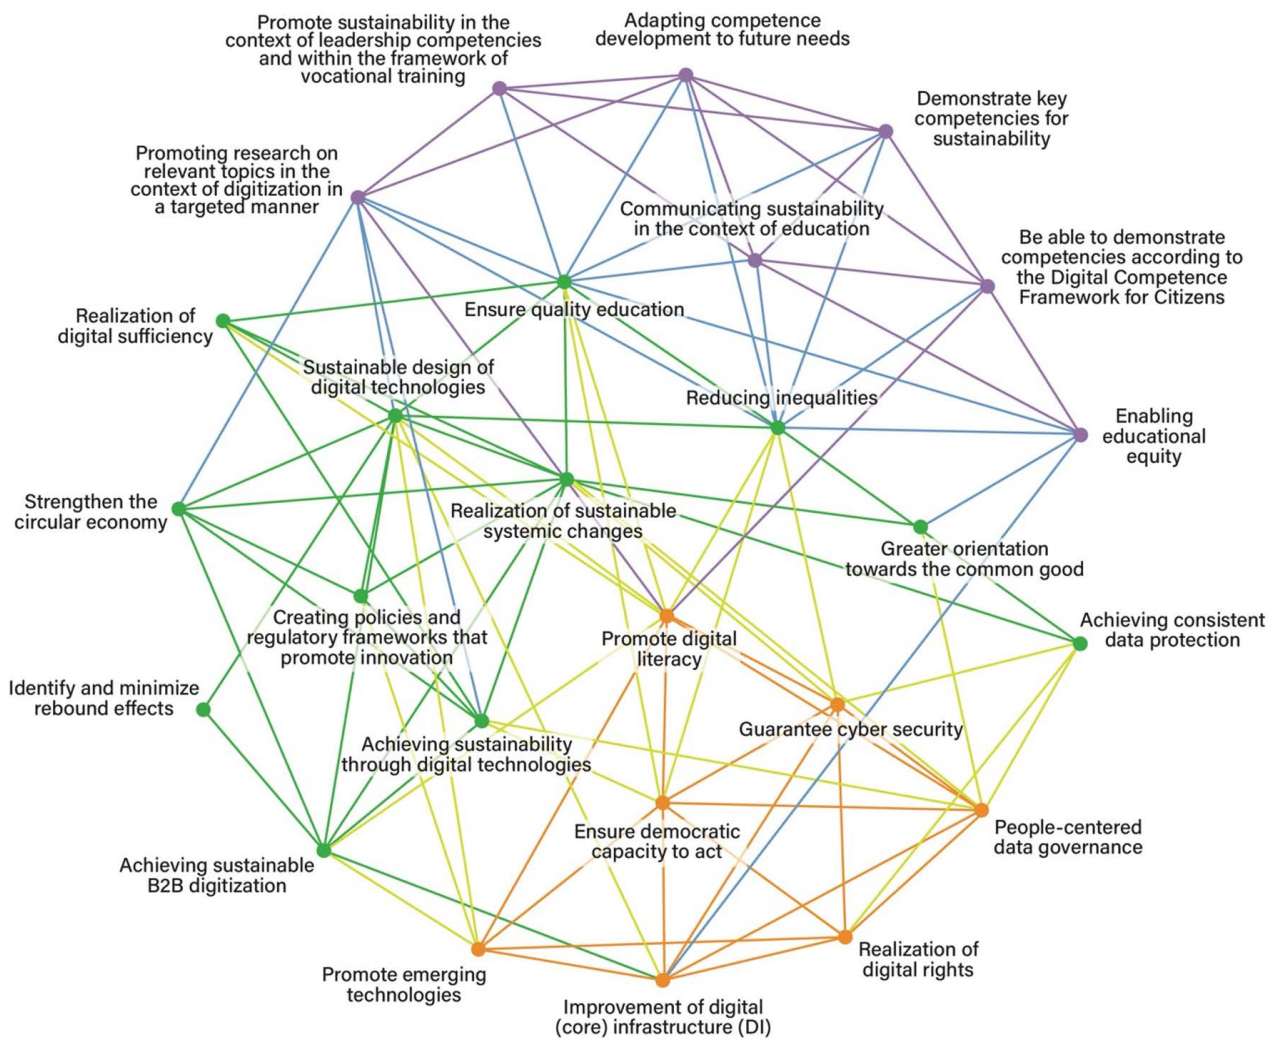 Promote sustainability in the
context of leadership competencies
and within the framework of
vocational training
Adapting competence
development to future needs
Demonstrate key
competencies for
sustainability
Promoting research on
relevant topics in the
context of digitization in
a targeted manner
Communicating sustainability
in the context of education
Be able to demonstrate
competencies according to
the Digital Competence
Framework for Citizens
Ensure quality education
Realization of
digital sufficiency
Sustainable design of
digital technologies
Reducing inequalities
Enabling
educational
equity
Strengthen the
circular economy
Realization of sustainable
systemic changes
Greater orientation
towards the common good
Creating policies and
regulatory frameworks that
promote innovation
Promote digital
literacy
Achieving consistent
data protection
Identify and minimize
rebound effects
Guarantee cyber security
Achieving sustainability
through digital technologies
Ensure democratic
capacity to act
People-centered
data governance
Achieving sustainable
B2B digitization
Promote emerging
technologies
Realization of
digital rights
Improvement of digital
(core) infrastructure (DI)